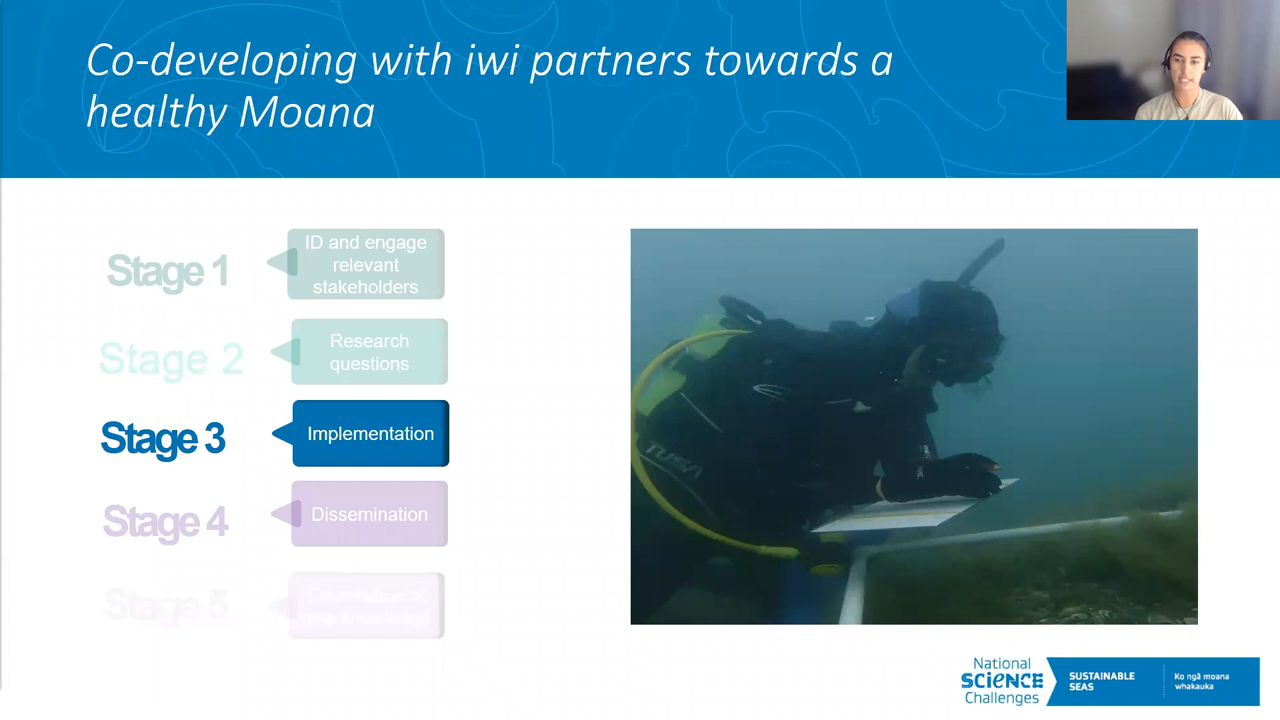 Co-developing with iwi partners towards a
healthy Moana
Stage 1
ID and engage
relevant
stakeholders
Stage 2
Research
questions
Stage 3
Implementation
Stage 4
Dissemination
Stage 5
TUSA
National
SCIENCE
Challenges
SUSTAINABLE
SEAS
Ko ngā moana
whakauka